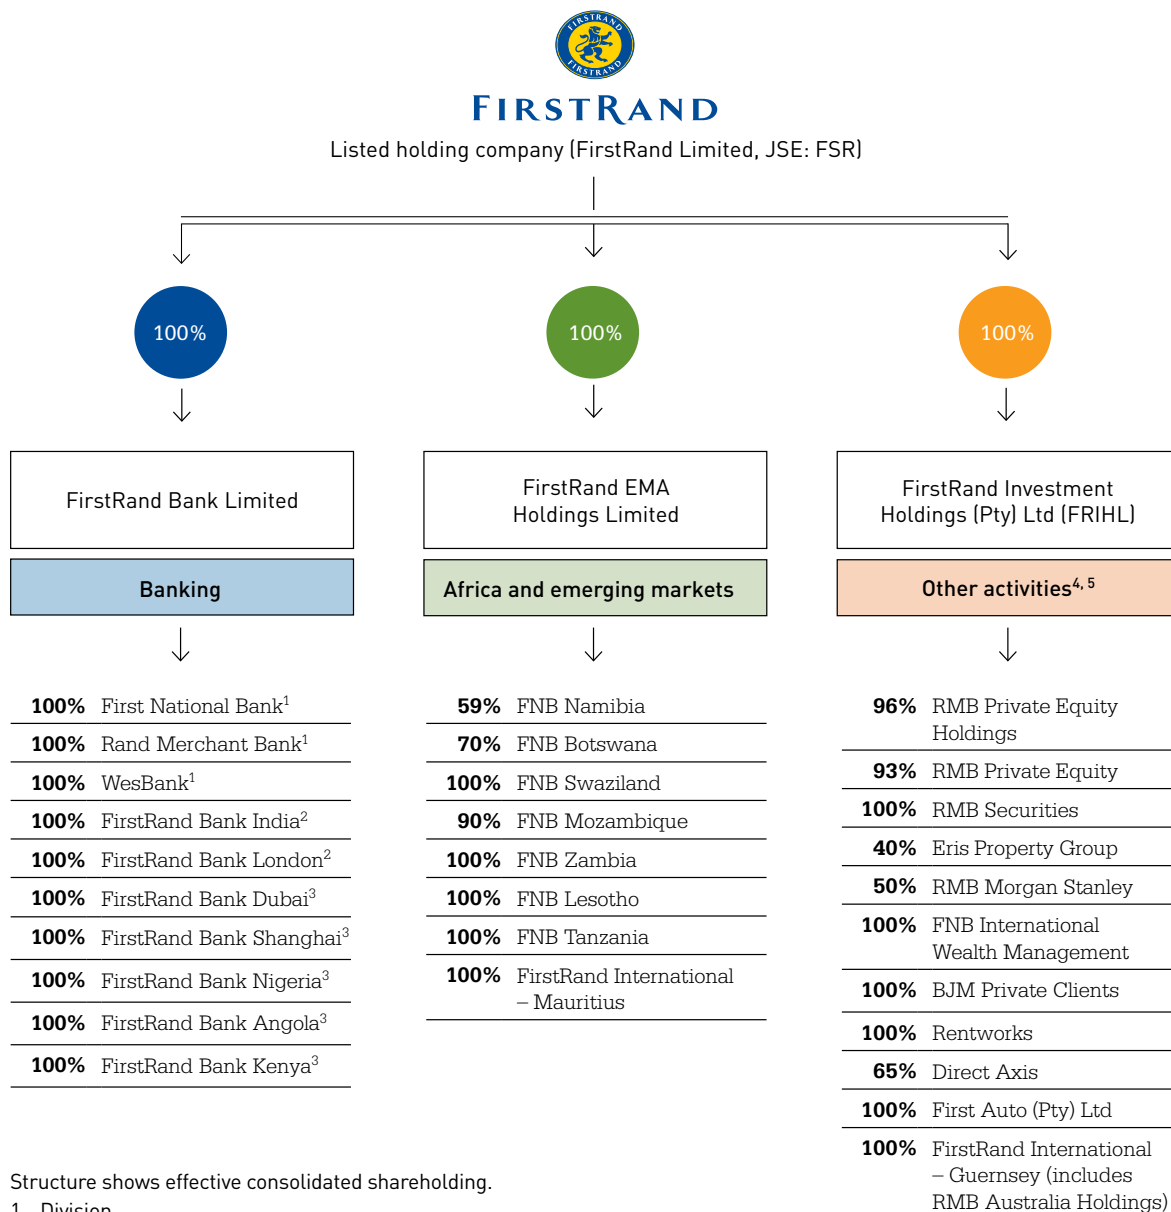 FIRSTRAND
FIRSTRAND
FIRSTRAND
Listed holding company (FirstRand Limited, JSE: FSR)
100%
100%
100%
FirstRand Bank Limited
Banking
100% First National Bank¹
100% Rand Merchant Bank¹
100% WesBank¹
100% FirstRand Bank India²
100% FirstRand Bank London²
100% FirstRand Bank Dubai³
100% FirstRand Bank Shanghai³
100% FirstRand Bank Nigeria³
100% FirstRand Bank Angola³
100% FirstRand Bank Kenya³
FirstRand EMA
Holdings Limited
Africa and emerging markets
59% FNB Namibia
70% FNB Botswana
100% FNB Swaziland
90% FNB Mozambique
100% FNB Zambia
100% FNB Lesotho
100% FNB Tanzania
100% FirstRand International
– Mauritius
FirstRand Investment
Holdings (Pty) Ltd (FRIHL)
Other activities⁴,⁵
96% RMB Private Equity
Holdings
93% RMB Private Equity
100% RMB Securities
40% Eris Property Group
50% RMB Morgan Stanley
100% FNB International
Wealth Management
100% BJM Private Clients
100% Rentworks
65% Direct Axis
100% First Auto (Pty) Ltd
100% FirstRand International
– Guernsey (includes
RMB Australia Holdings)
Structure shows effective consolidated shareholding.
1 Division